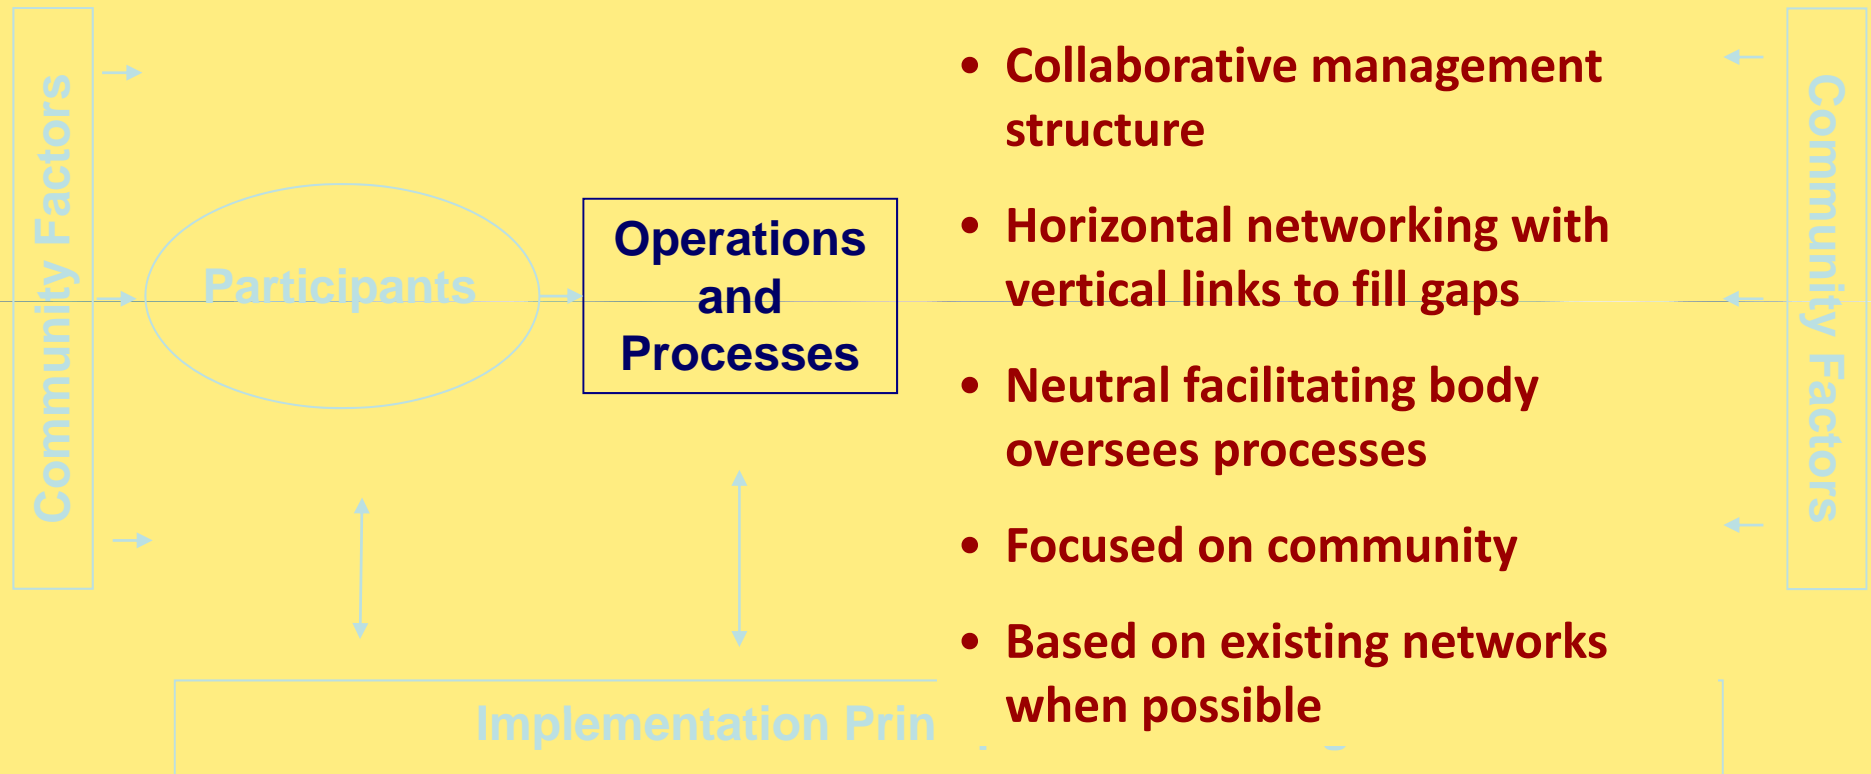 Community Factors
Participants
Operations
and
Processes
• Collaborative management
structure
• Horizontal networking with
vertical links to fill gaps
• Neutral facilitating body
oversees processes
• Focused on community
• Based on existing networks
when possible
Community Factors
Implementation